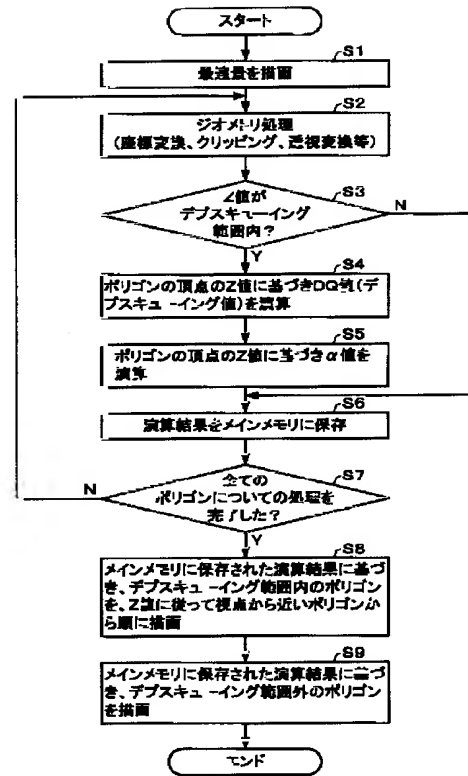 スタート
S1
最遠景を描画
S2
ジオメトリ処理
(座標変換、クリッピング、透視変換等)
S3
Z値が
デプスキューイング
範囲内?
N
Y
S4
ポリゴンの頂点のZ値に基づきDQ値(デ
プスキューイング値)を演算
S5
ポリゴンの頂点のZ値に基づきα値を
演算
S6
演算結果をメインメモリに保存
S7
全ての
ポリゴンについての処理を
完了した?
N
Y
S8
メインメモリに保存された演算結果に基づ
き、デプスキューイング範囲内のポリゴン
を、Z値に従って視点から近いポリゴンか
ら順に描画
S9
メインメモリに保存された演算結果に基づ
き、デプスキューイング範囲外のポリゴン
を描画
エンド